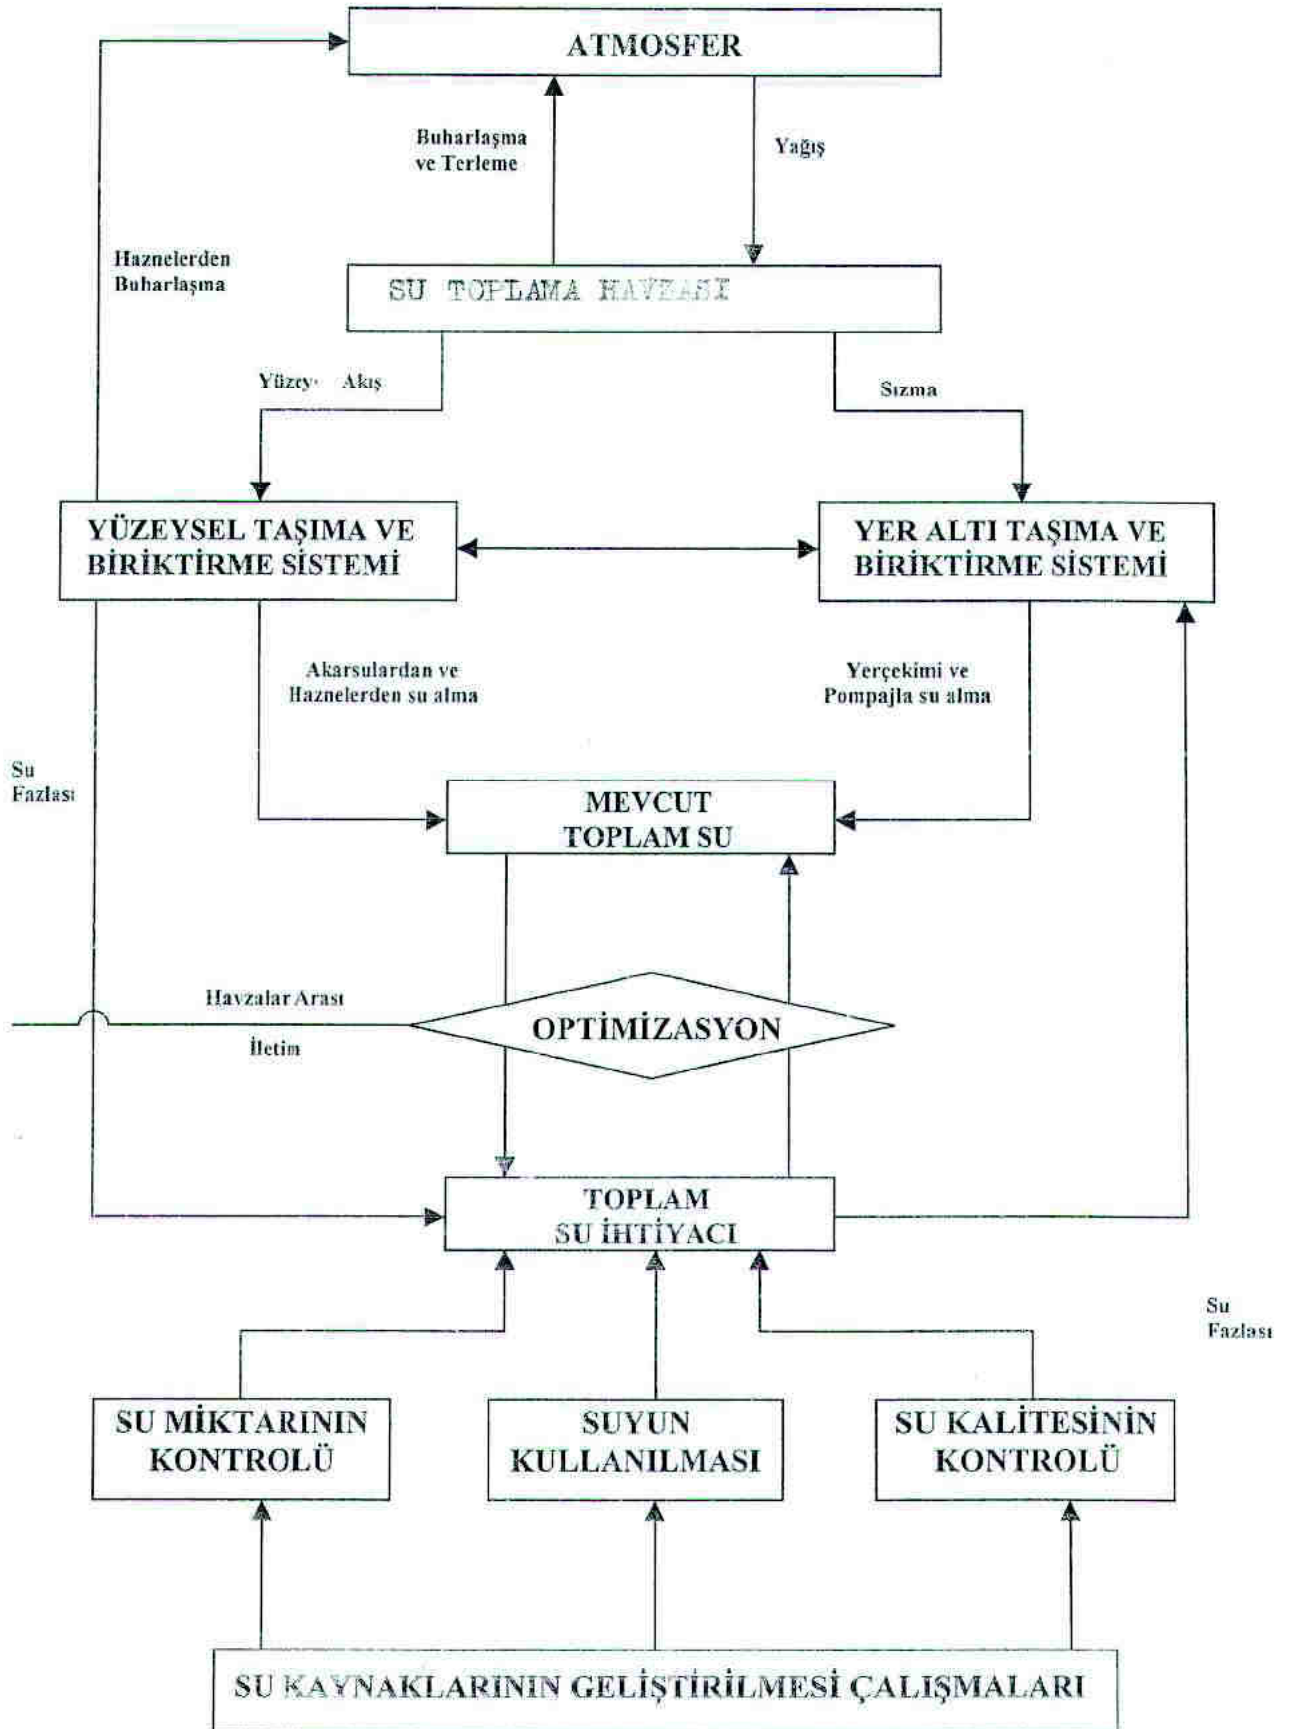 ATMOSFER
Buharlaşma
ve Terleme
Yağış
Haznelerden
Buharlaşma
SU TOPLAMA HAVZASI
Yüzey Akış
Sızma
YÜZEYSEL TAŞIMA VE
BİRİKTİRME SİSTEMİ
YER ALTI TAŞIMA VE
BİRİKTİRME SİSTEMİ
Akarsulardan ve
Haznelerden su alma
Yerçekimi ve
Pompajla su alma
Su
Fazlası
MEVCUT
TOPLAM SU
Havzalar Arası
İletim
OPTİMİZASYON
TOPLAM
SU İHTİYACI
Su
Fazlası
SU MİKTARININ
KONTROLÜ
SUYUN
KULLANILMASI
SU KALİTESİNİN
KONTROLÜ
SU KAYNAKLARININ GELİŞTİRİLMESİ ÇALIŞMALARI